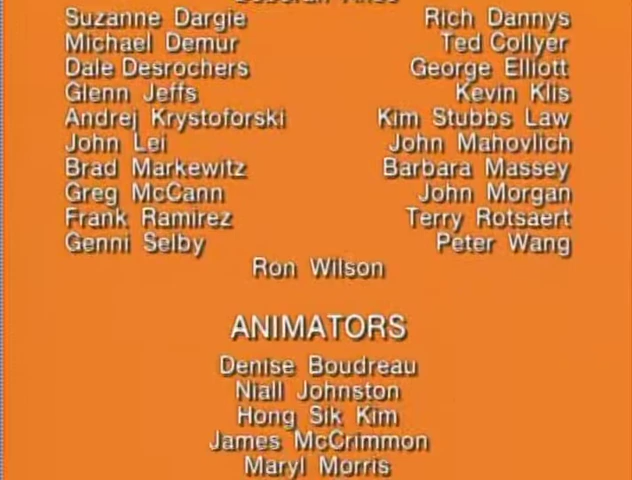 Suzanne Dargie Rich Dannys
Michael Demur Ted Collyer
Dale Desrochers George Elliott
Glenn Jeffs Kevin Klis
Andrej Krystoforski Kim Stubbs Law
John Lei John Mahovlich
Brad Markewitz Barbara Massey
Greg McCann John Morgan
Frank Ramirez Terry Rotsaert
Genni Selby Peter Wang
Ron Wilson
ANIMATORS
Denise Boudreau
Niall Johnston
Hong Sik Kim
James McCrimmon
Maryl Morris